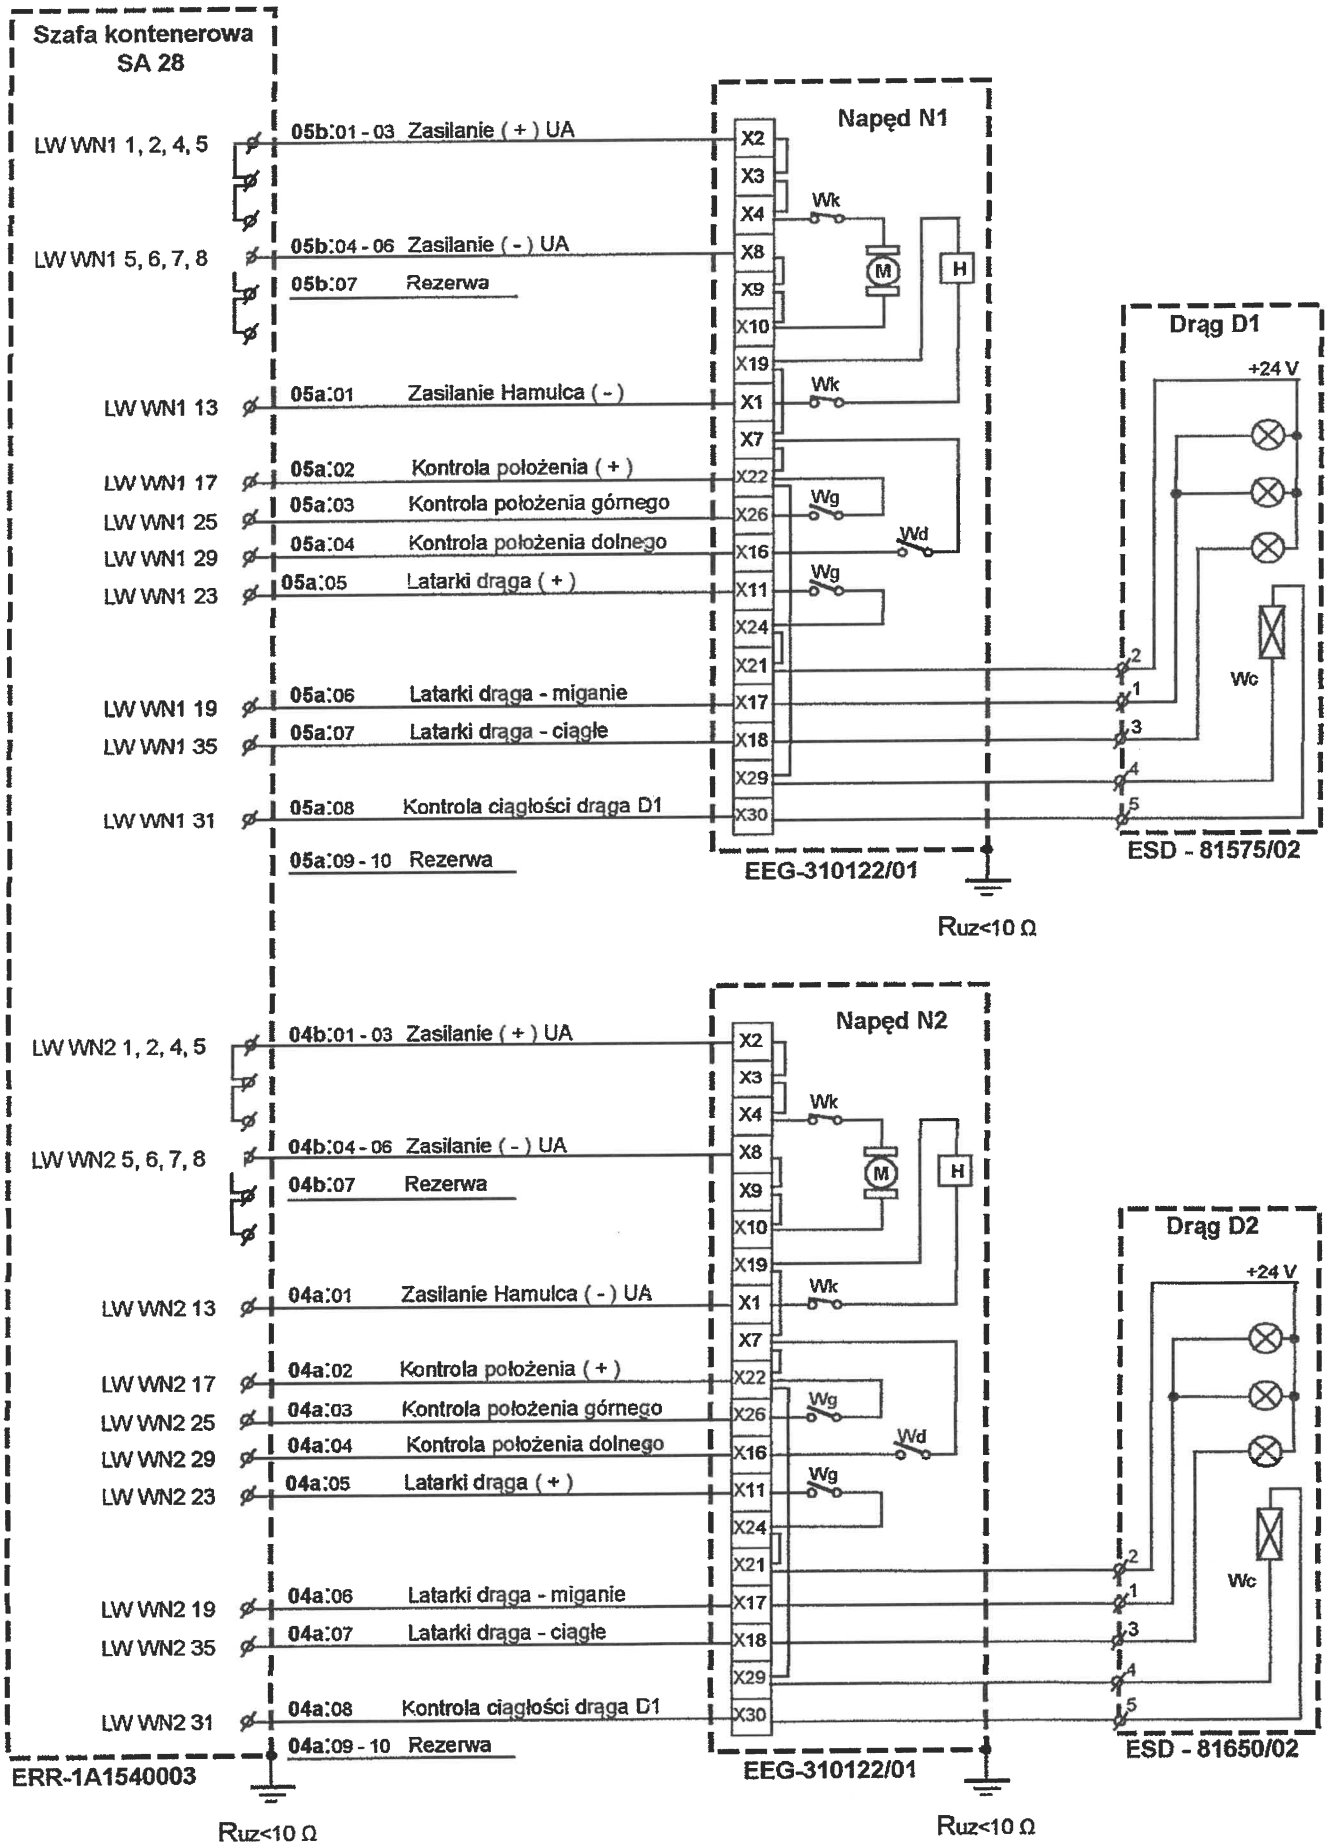 Szafa kontenerowa
SA 28
Napęd N1
LW WN1 1, 2, 4, 5
05b:01 - 03 Zasilanie ( + ) UA
X2
X3
X4
Wk
LW WN1 5, 6, 7, 8
05b:04 - 06 Zasilanie ( - ) UA
X8
M
H
05b:07 Rezerwa
X9
X10
X19
Drąg D1
+24 V
LW WN1 13
05a:01 Zasilanie Hamulca ( - )
X1
Wk
X7
LW WN1 17
05a:02 Kontrola położenia ( + )
X22
LW WN1 25
05a:03 Kontrola położenia górnego
X26
Wg
LW WN1 29
05a:04 Kontrola położenia dolnego
X16
Wd
LW WN1 23
05a:05 Latarki drąga ( + )
X11
Wg
X24
X21
2
Wc
LW WN1 19
05a:06 Latarki drąga - miganie
X17
1
LW WN1 35
05a:07 Latarki drąga - ciągłe
X18
3
X29
4
LW WN1 31
05a:08 Kontrola ciągłości drąga D1
X30
5
05a:09 - 10 Rezerwa
EEG-310122/01
ESD - 81575/02
Ruz<10 Ω
Napęd N2
LW WN2 1, 2, 4, 5
04b:01 - 03 Zasilanie ( + ) UA
X2
X3
X4
Wk
LW WN2 5, 6, 7, 8
04b:04 - 06 Zasilanie ( - ) UA
X8
M
H
04b:07 Rezerwa
X9
X10
X19
Drąg D2
+24 V
LW WN2 13
04a:01 Zasilanie Hamulca ( - ) UA
X1
Wk
X7
LW WN2 17
04a:02 Kontrola położenia ( + )
X22
LW WN2 25
04a:03 Kontrola położenia górnego
X26
Wg
LW WN2 29
04a:04 Kontrola położenia dolnego
X16
Wd
LW WN2 23
04a:05 Latarki drąga ( + )
X11
Wg
X24
X21
2
Wc
LW WN2 19
04a:06 Latarki drąga - miganie
X17
1
LW WN2 35
04a:07 Latarki drąga - ciągłe
X18
3
X29
4
LW WN2 31
04a:08 Kontrola ciągłości drąga D1
X30
5
04a:09 - 10 Rezerwa
ERR-1A1540003
EEG-310122/01
ESD - 81650/02
Ruz<10 Ω
Ruz<10 Ω